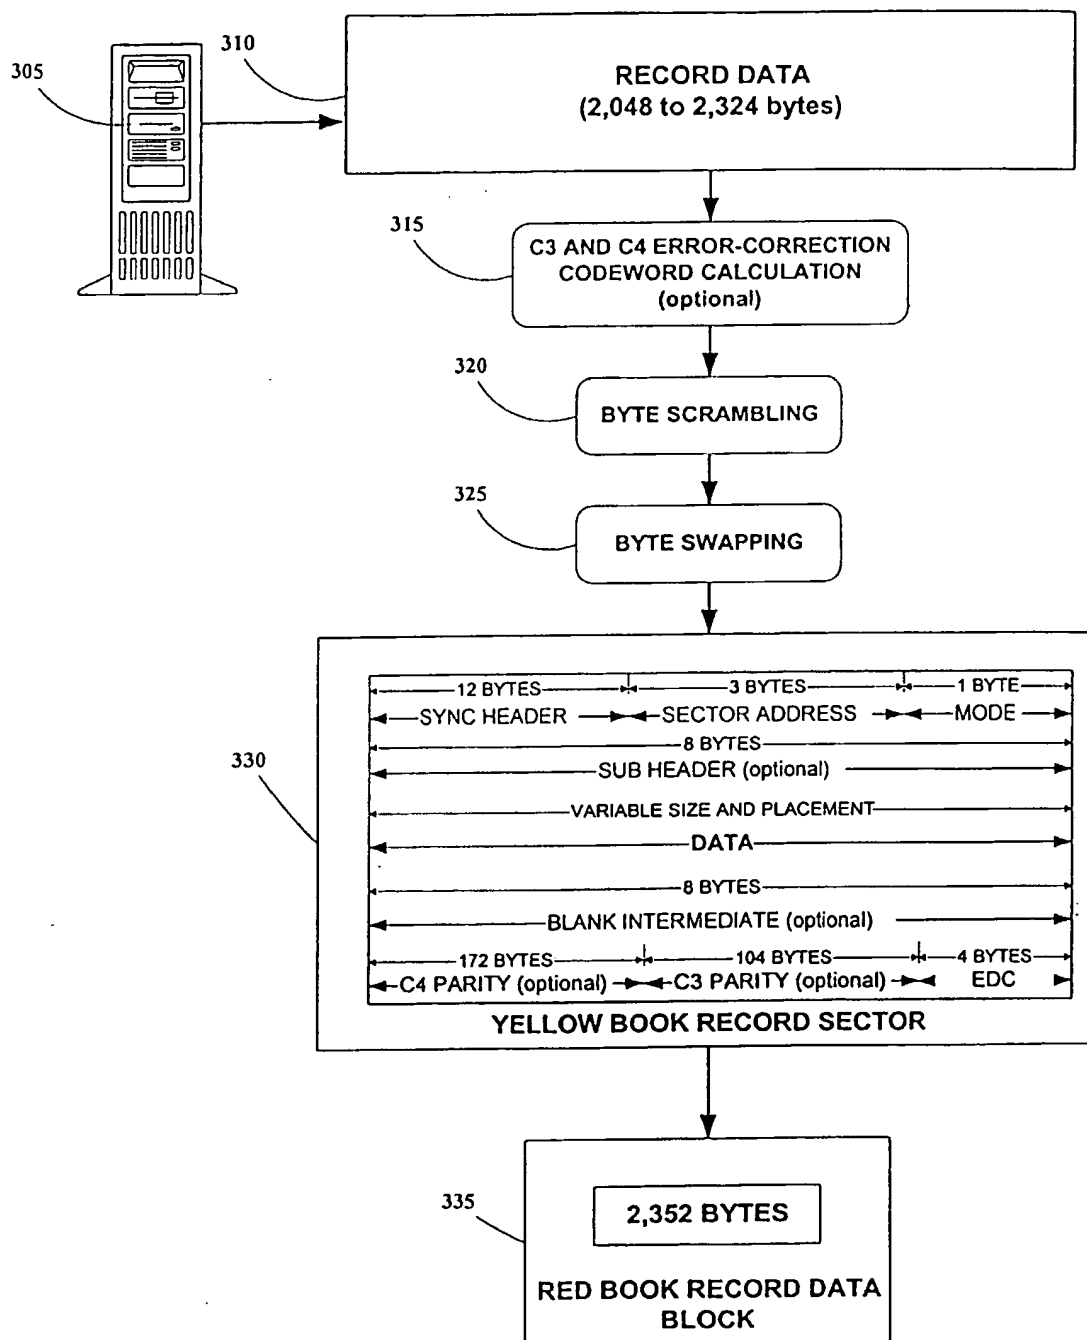 310
305
RECORD DATA
(2,048 to 2,324 bytes)
315
C3 AND C4 ERROR-CORRECTION
CODEWORD CALCULATION
(optional)
320
BYTE SCRAMBLING
325
BYTE SWAPPING
330
12 BYTES 3 BYTES 1 BYTE
SYNC HEADER SECTOR ADDRESS MODE
8 BYTES
SUB HEADER (optional)
VARIABLE SIZE AND PLACEMENT
DATA
8 BYTES
BLANK INTERMEDIATE (optional)
172 BYTES 104 BYTES 4 BYTES
C4 PARITY (optional) C3 PARITY (optional) EDC
YELLOW BOOK RECORD SECTOR
335
2,352 BYTES
RED BOOK RECORD DATA
BLOCK